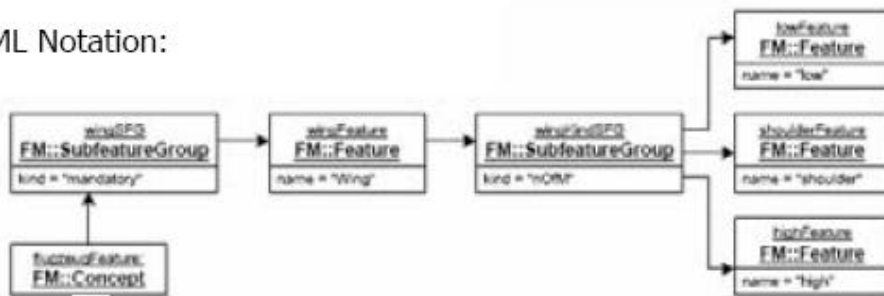 ML Notation:
lowFeature
FM::Feature
name = "low"
wingSFG
FM::SubfeatureGroup
kind = "mandatory"
wingFeature
FM::Feature
name = "Wing"
wingKindSFG
FM::SubfeatureGroup
kind = "nOfM"
shoulderFeature
FM::Feature
name = "shoulder"
flugzeugFeature:
FM::Concept
highFeature
FM::Feature
name = "high"